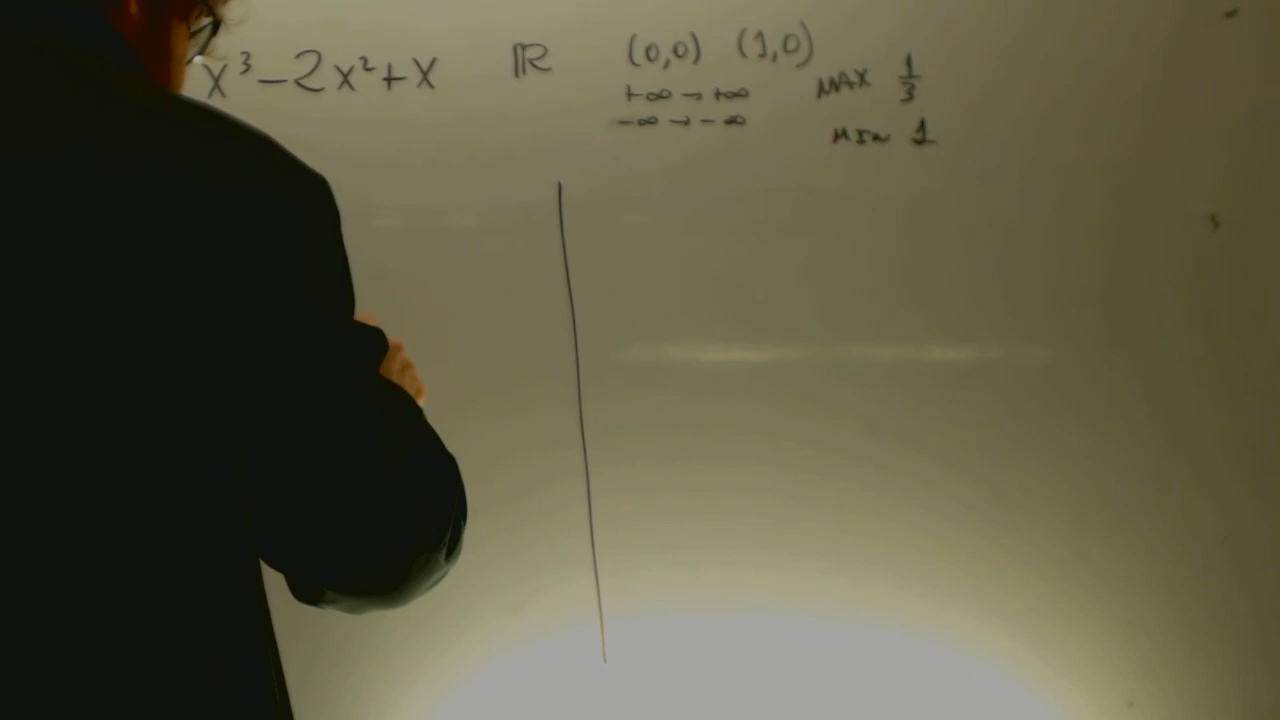 x³-2x²+x ℝ (0,0) (1,0)
+∞ → +∞ MAX 1/3
-∞ → -∞ MIN 1